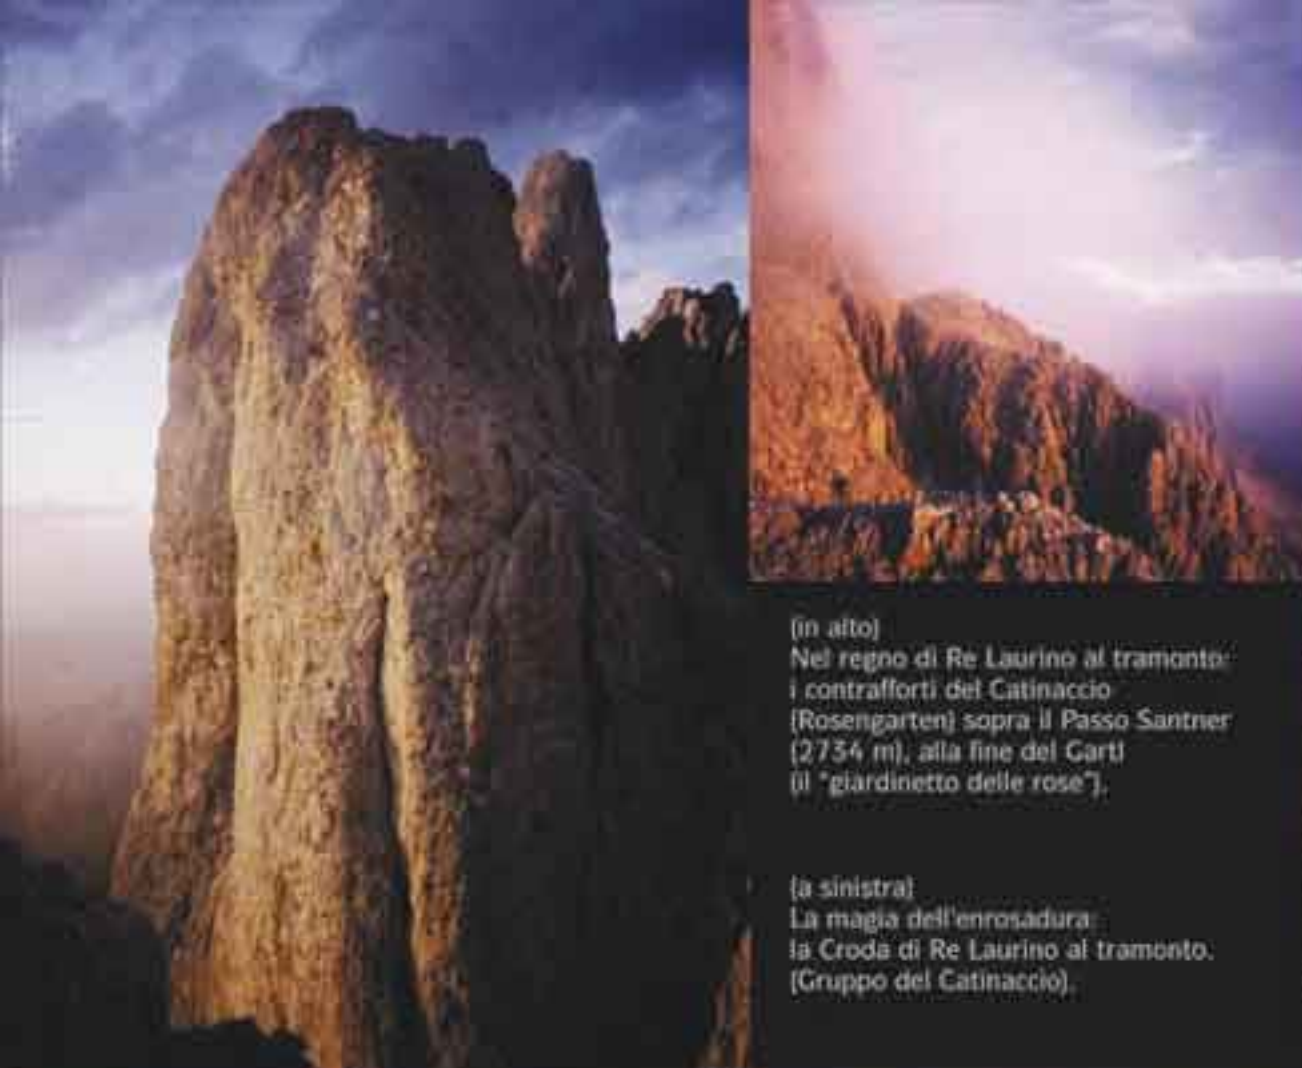 (in alto)
Nel regno di Re Laurino al tramonto:
i contrafforti del Catinaccio
(Rosengarten) sopra il Passo Santner
(2734 m), alla fine del Gartl
(il "giardinetto delle rose").
(a sinistra)
La magia dell'enrosadura:
la Croda di Re Laurino al tramonto.
(Gruppo del Catinaccio).